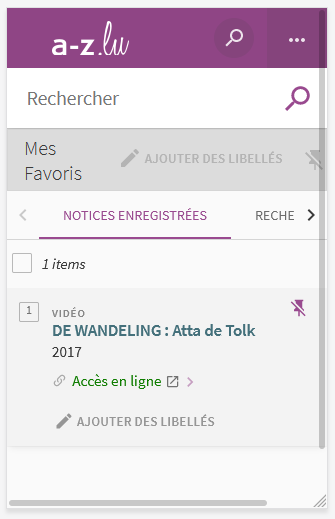 a-z.lu
Rechercher
Mes
Favoris
AJOUTER DES LIBELLÉS
NOTICES ENREGISTRÉES
RECHE
1 items
1
VIDÉO
DE WANDELING : Atta de Tolk
2017
Accès en ligne
AJOUTER DES LIBELLÉS